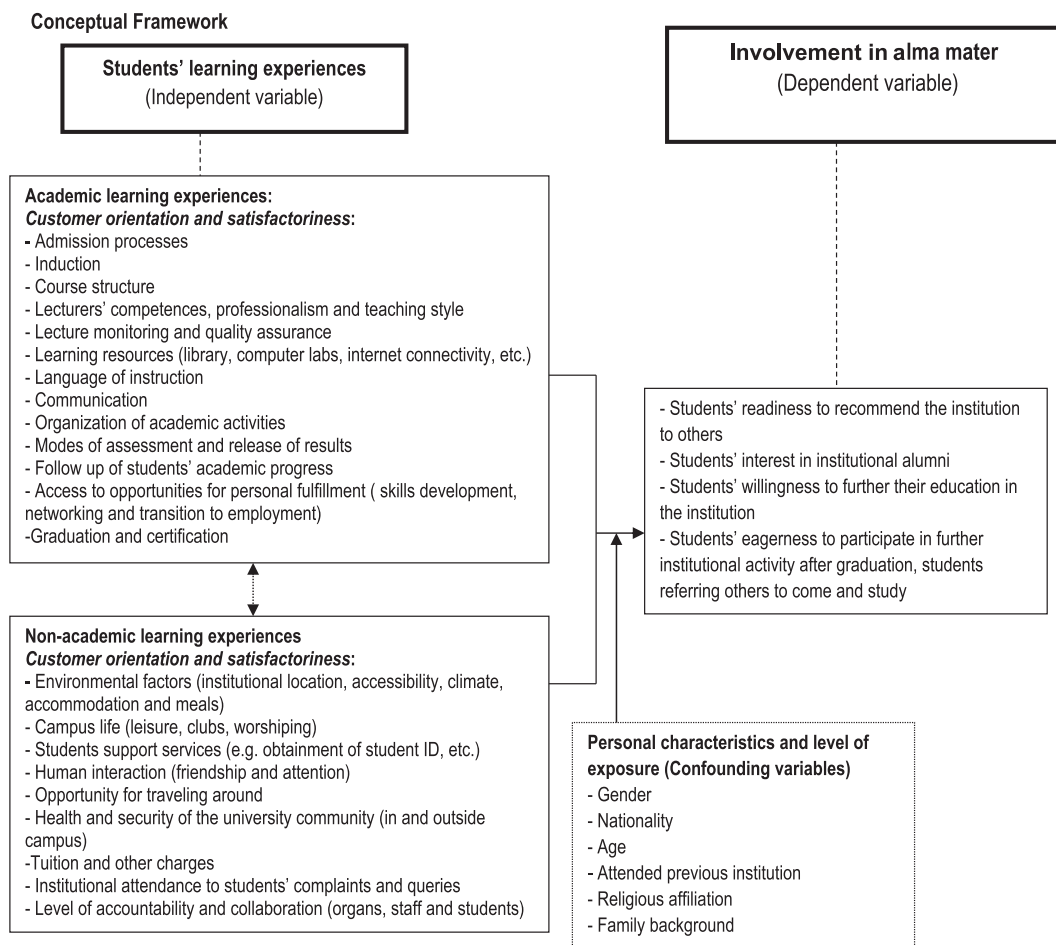 Conceptual Framework
Students' learning experiences
(Independent variable)
Involvement in alma mater
(Dependent variable)
Academic learning experiences:
Customer orientation and satisfactoriness:
- Admission processes
- Induction
- Course structure
- Lecturers' competences, professionalism and teaching style
- Lecture monitoring and quality assurance
- Learning resources (library, computer labs, internet connectivity, etc.)
- Language of instruction
- Communication
- Organization of academic activities
- Modes of assessment and release of results
- Follow up of students' academic progress
- Access to opportunities for personal fulfillment ( skills development,
networking and transition to employment)
-Graduation and certification
- Students' readiness to recommend the institution
to others
- Students' interest in institutional alumni
- Students' willingness to further their education in
the institution
- Students' eagerness to participate in further
institutional activity after graduation, students
referring others to come and study
Non-academic learning experiences
Customer orientation and satisfactoriness:
- Environmental factors (institutional location, accessibility, climate,
accommodation and meals)
- Campus life (leisure, clubs, worshiping)
- Students support services (e.g. obtainment of student ID, etc.)
- Human interaction (friendship and attention)
- Opportunity for traveling around
- Health and security of the university community (in and outside
campus)
-Tuition and other charges
- Institutional attendance to students' complaints and queries
- Level of accountability and collaboration (organs, staff and students)
Personal characteristics and level of
exposure (Confounding variables)
- Gender
- Nationality
- Age
- Attended previous institution
- Religious affiliation
- Family background